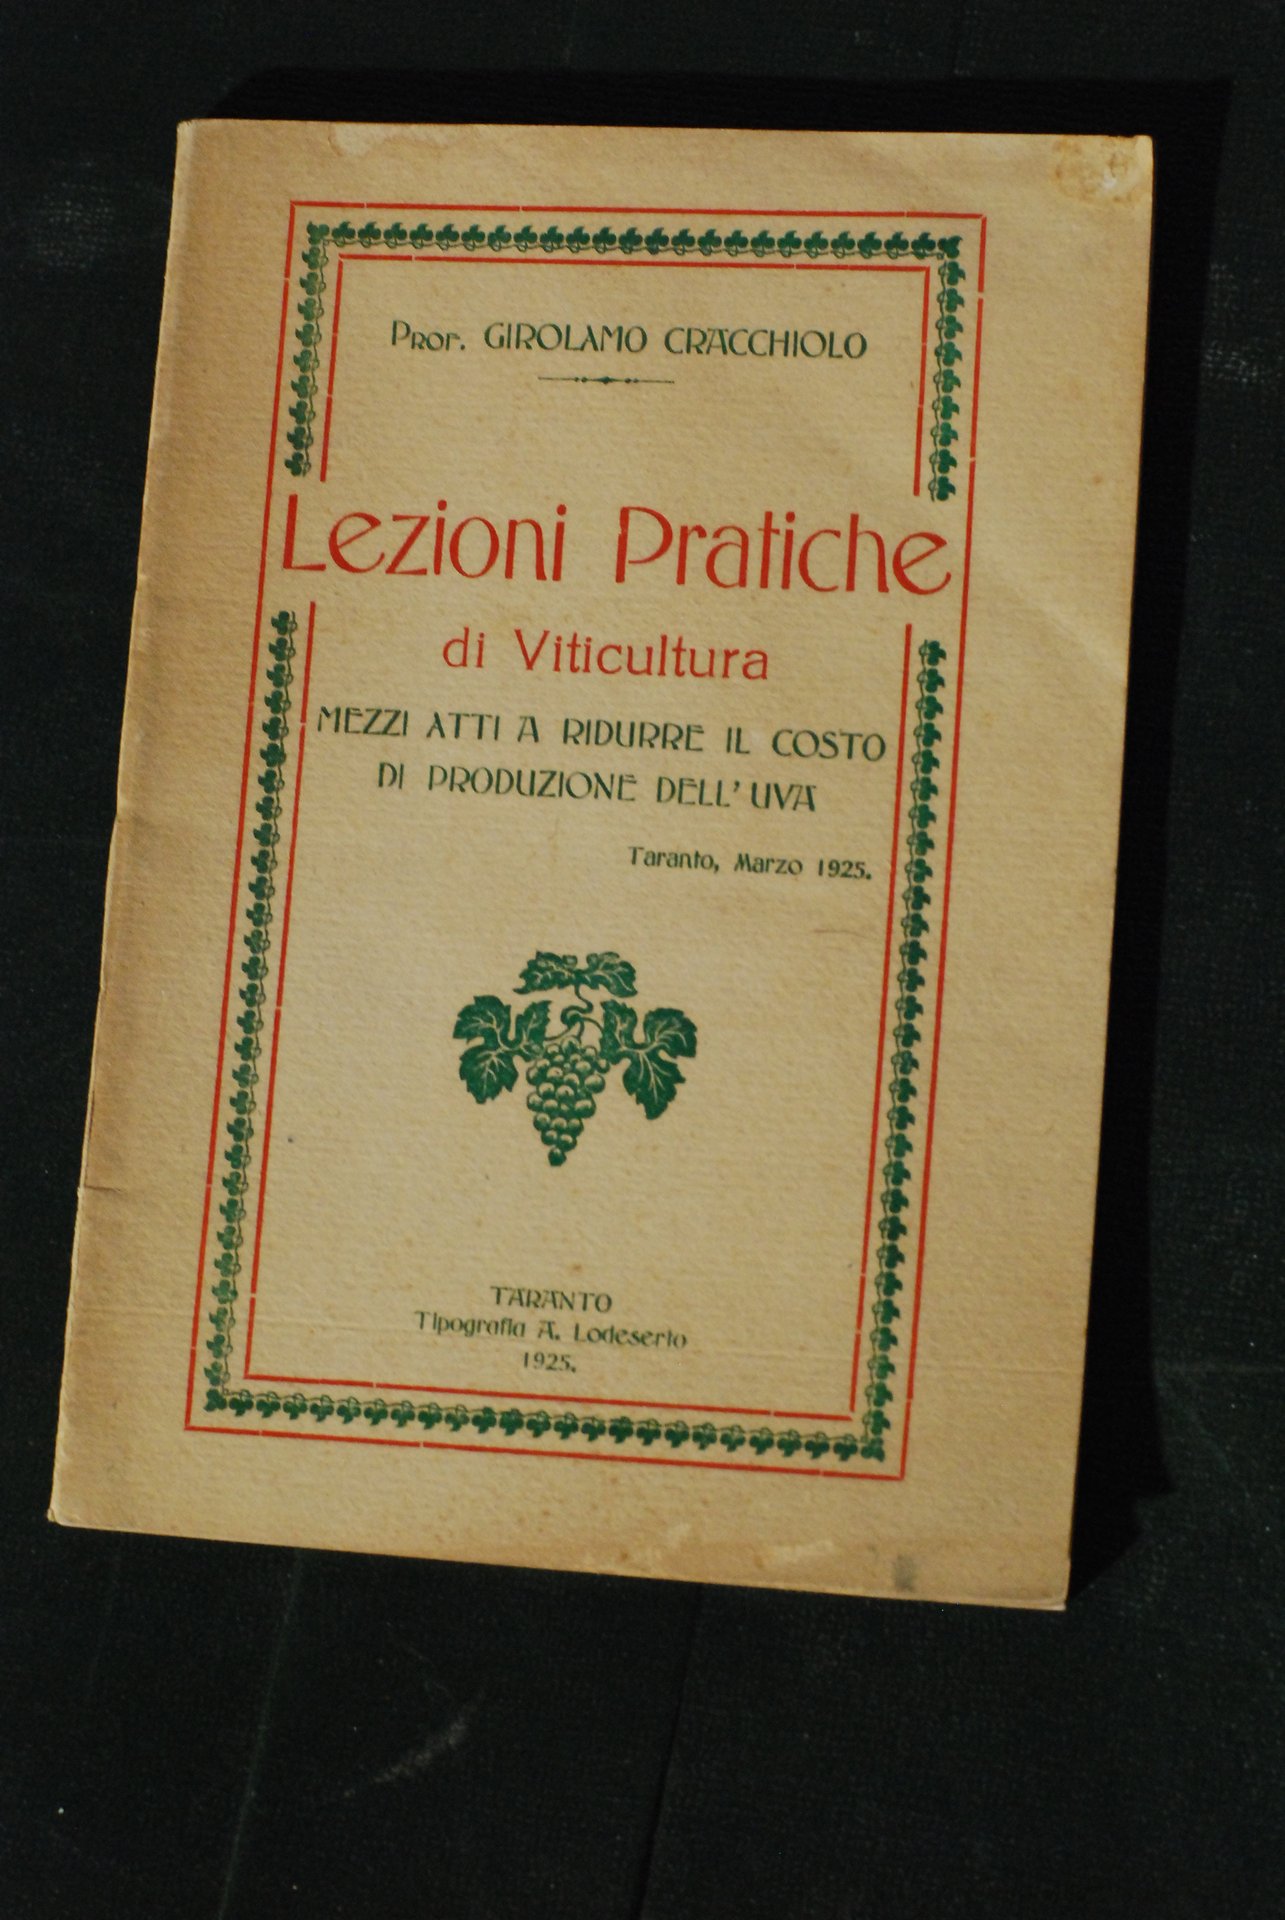 Prof. GIROLAMO CRACCHIOLO
Lezioni Pratiche
di Viticultura
MEZZI ATTI A RIDURRE IL COSTO
DI PRODUZIONE DELL'UVA
Taranto, Marzo 1925.
TARANTO
Tipografia A. Lodeserto
1925.